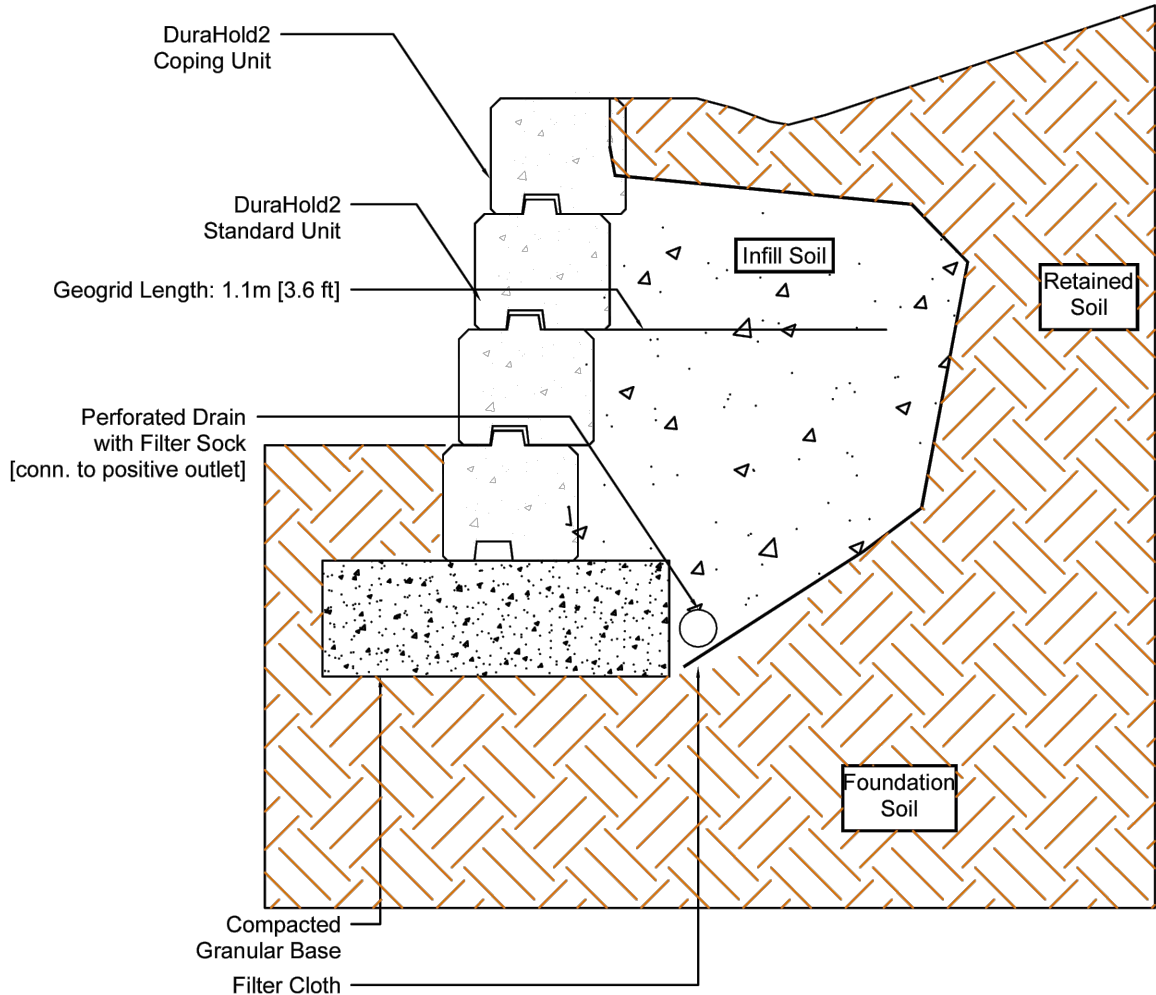 DuraHold2
Coping Unit
DuraHold2
Standard Unit
Infill Soil
Geogrid Length: 1.1m [3.6 ft]
Retained
Soil
Perforated Drain
with Filter Sock
[conn. to positive outlet]
Foundation
Soil
Compacted
Granular Base
Filter Cloth